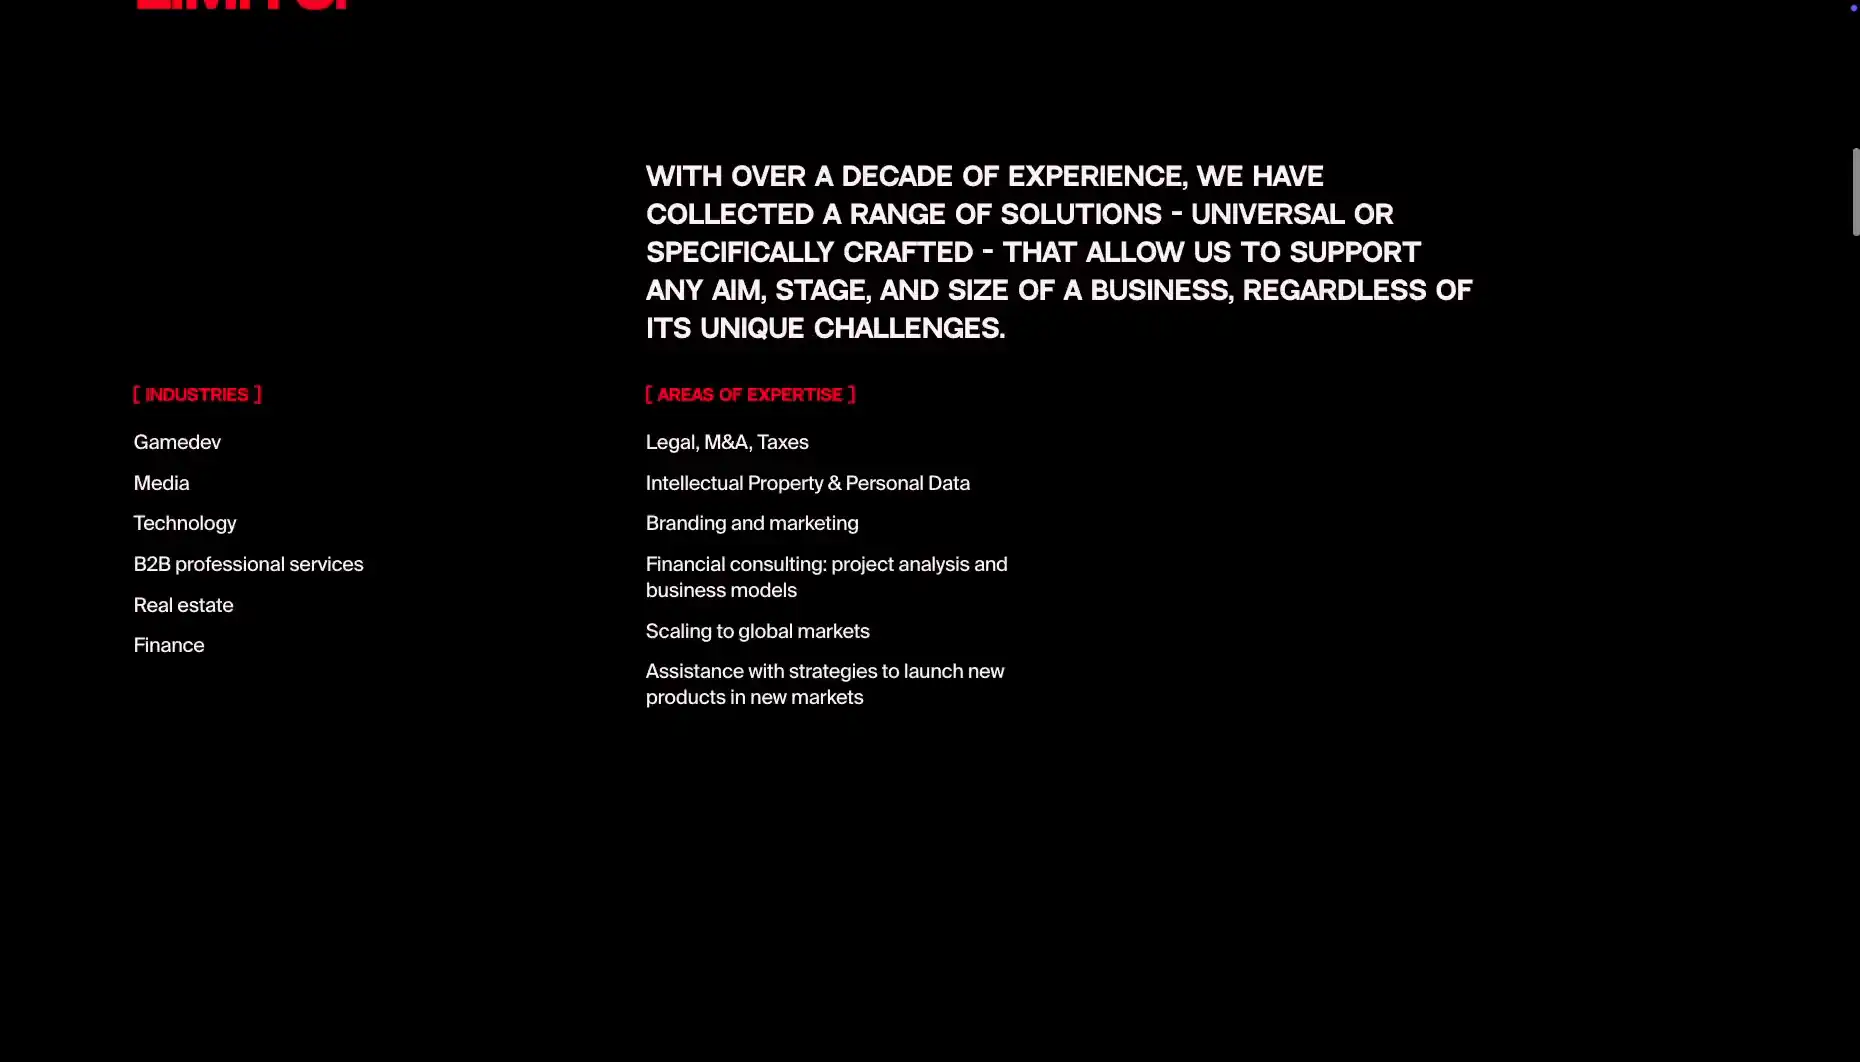 WITH OVER A DECADE OF EXPERIENCE, WE HAVE
COLLECTED A RANGE OF SOLUTIONS - UNIVERSAL OR
SPECIFICALLY CRAFTED - THAT ALLOW US TO SUPPORT
ANY AIM, STAGE, AND SIZE OF A BUSINESS, REGARDLESS OF
ITS UNIQUE CHALLENGES.
[ INDUSTRIES ]
Gamedev
Media
Technology
B2B professional services
Real estate
Finance
[ AREAS OF EXPERTISE ]
Legal, M&A, Taxes
Intellectual Property & Personal Data
Branding and marketing
Financial consulting: project analysis and
business models
Scaling to global markets
Assistance with strategies to launch new
products in new markets